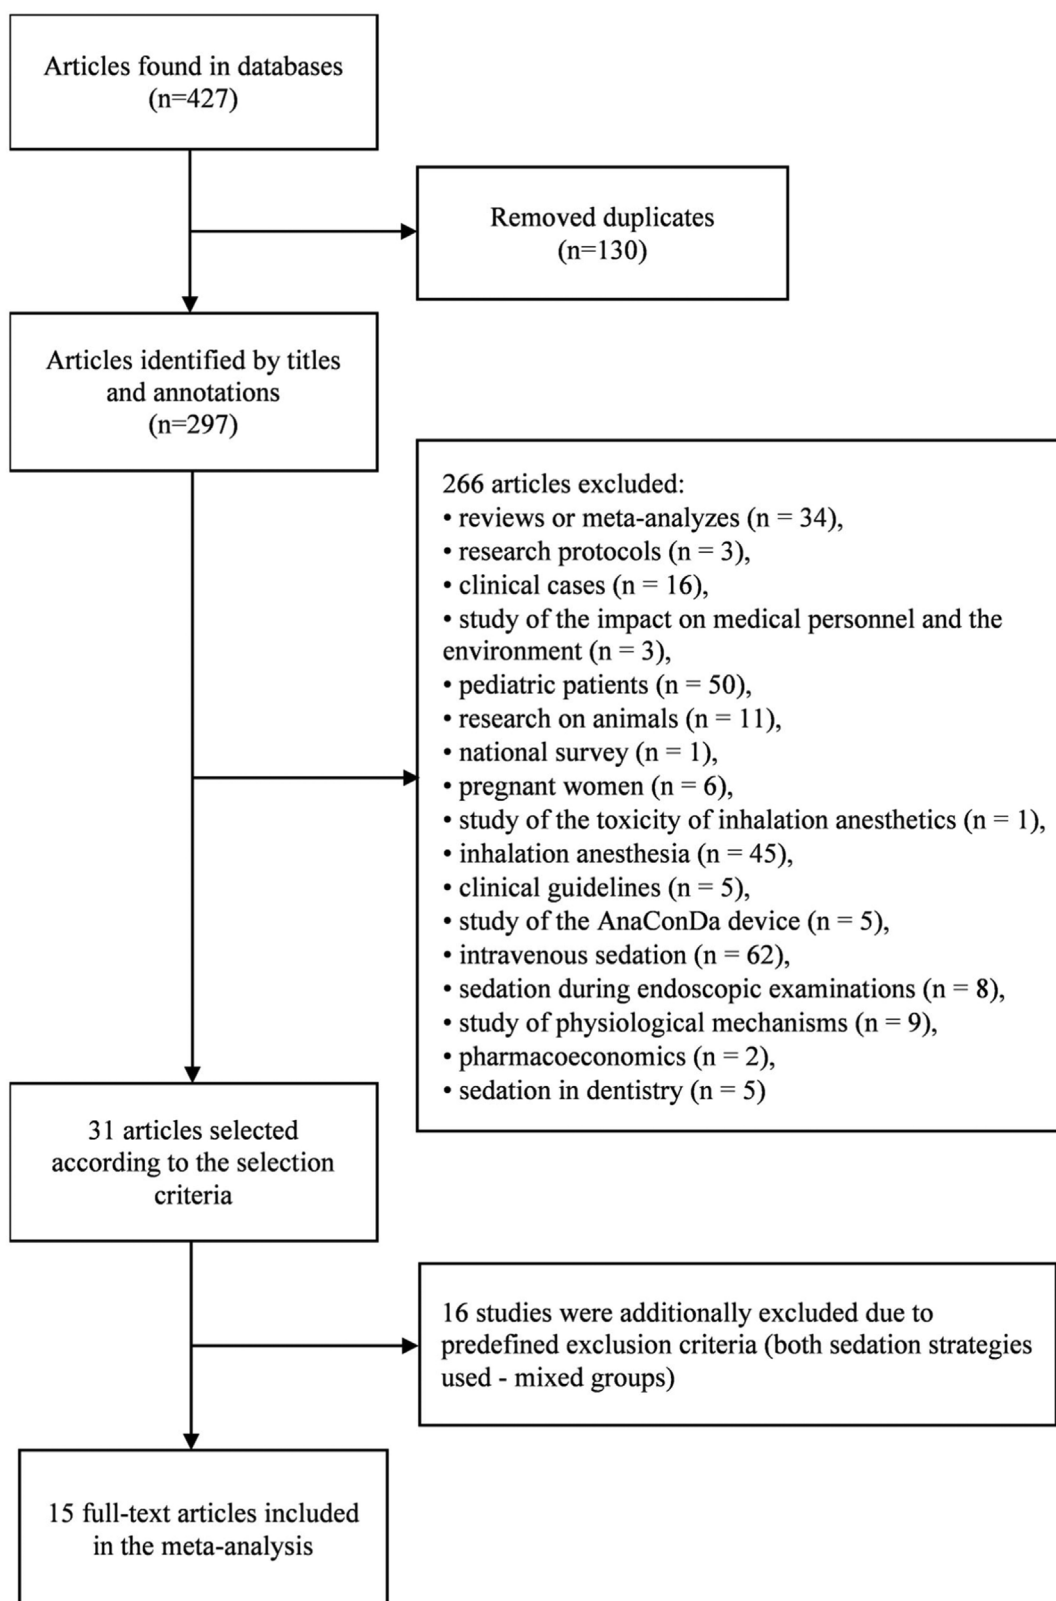 Articles found in databases
(n=427)
Removed duplicates
(n=130)
Articles identified by titles
and annotations
(n=297)
266 articles excluded:
• reviews or meta-analyzes (n = 34),
• research protocols (n = 3),
• clinical cases (n = 16),
• study of the impact on medical personnel and the
environment (n = 3),
• pediatric patients (n = 50),
• research on animals (n = 11),
• national survey (n = 1),
• pregnant women (n = 6),
• study of the toxicity of inhalation anesthetics (n = 1),
• inhalation anesthesia (n = 45),
• clinical guidelines (n = 5),
• study of the AnaConDa device (n = 5),
• intravenous sedation (n = 62),
• sedation during endoscopic examinations (n = 8),
• study of physiological mechanisms (n = 9),
• pharmacoeconomics (n = 2),
• sedation in dentistry (n = 5)
31 articles selected
according to the selection
criteria
16 studies were additionally excluded due to
predefined exclusion criteria (both sedation strategies
used - mixed groups)
15 full-text articles included
in the meta-analysis